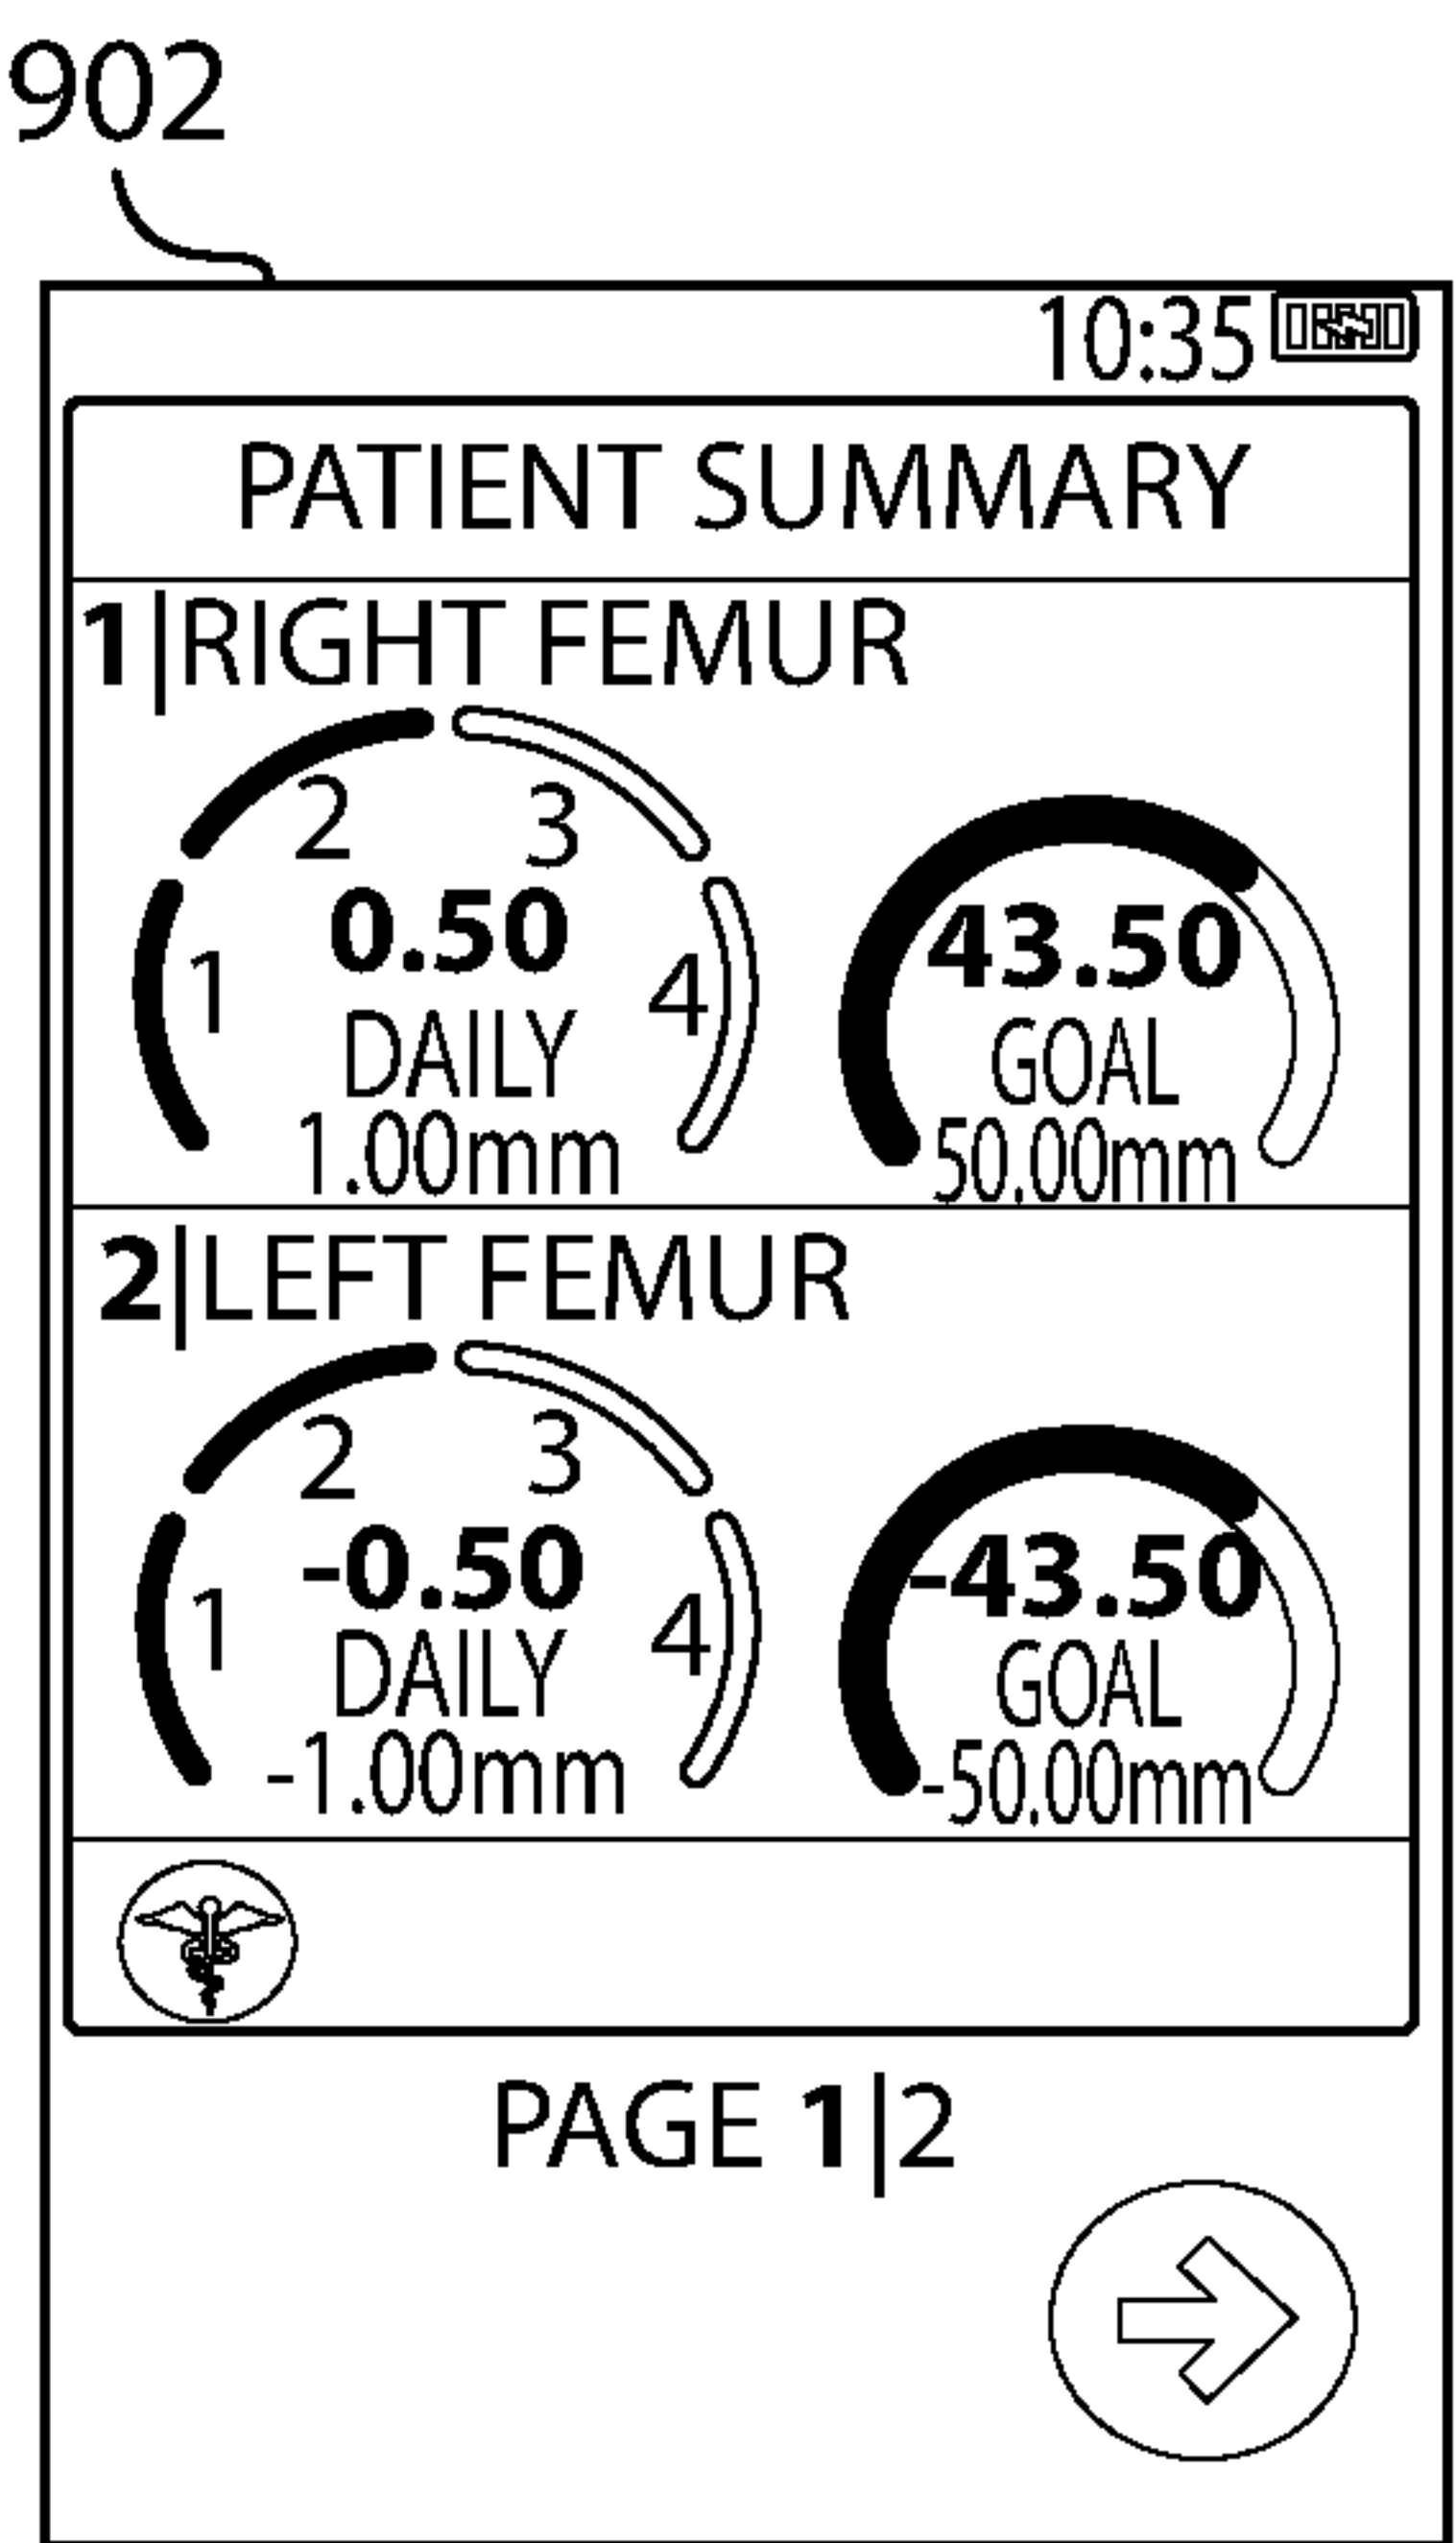 902
10:35
PATIENT SUMMARY
1|RIGHT FEMUR
2 3
0.50 43.50
1 4
DAILY GOAL
1.00mm 50.00mm
2|LEFT FEMUR
2 3
-0.50 -43.50
1 4
DAILY GOAL
-1.00mm -50.00mm
PAGE 1|2